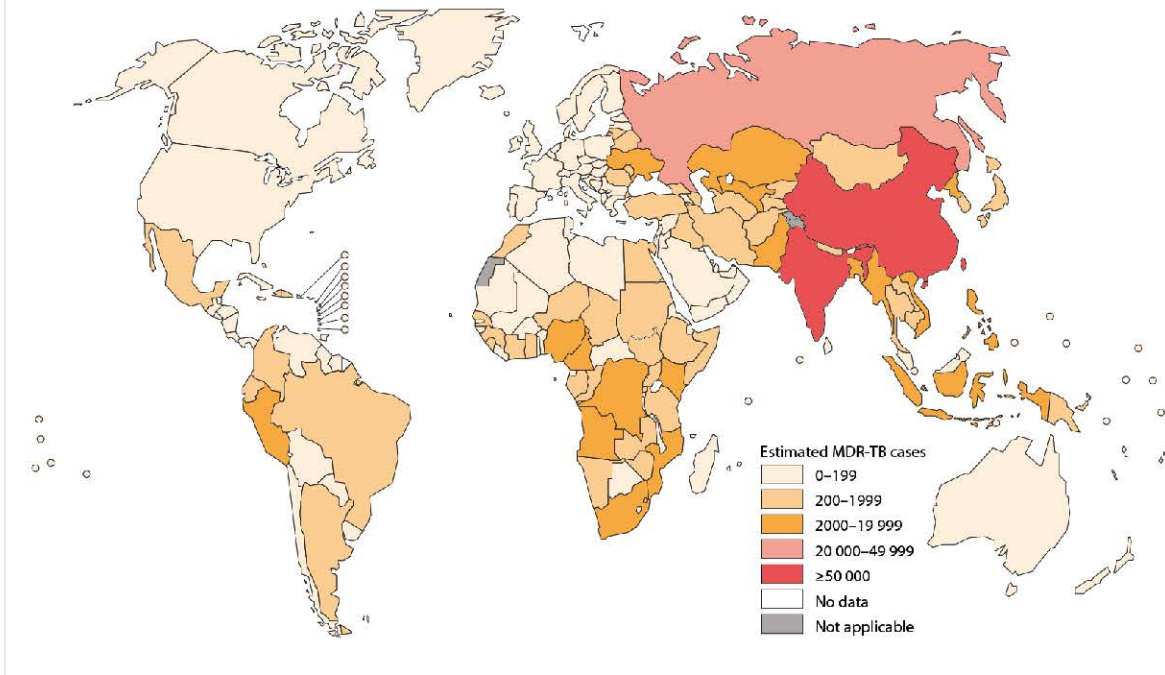 Estimated MDR-TB cases
0–199
200–1999
2000–19 999
20 000–49 999
≥50 000
No data
Not applicable